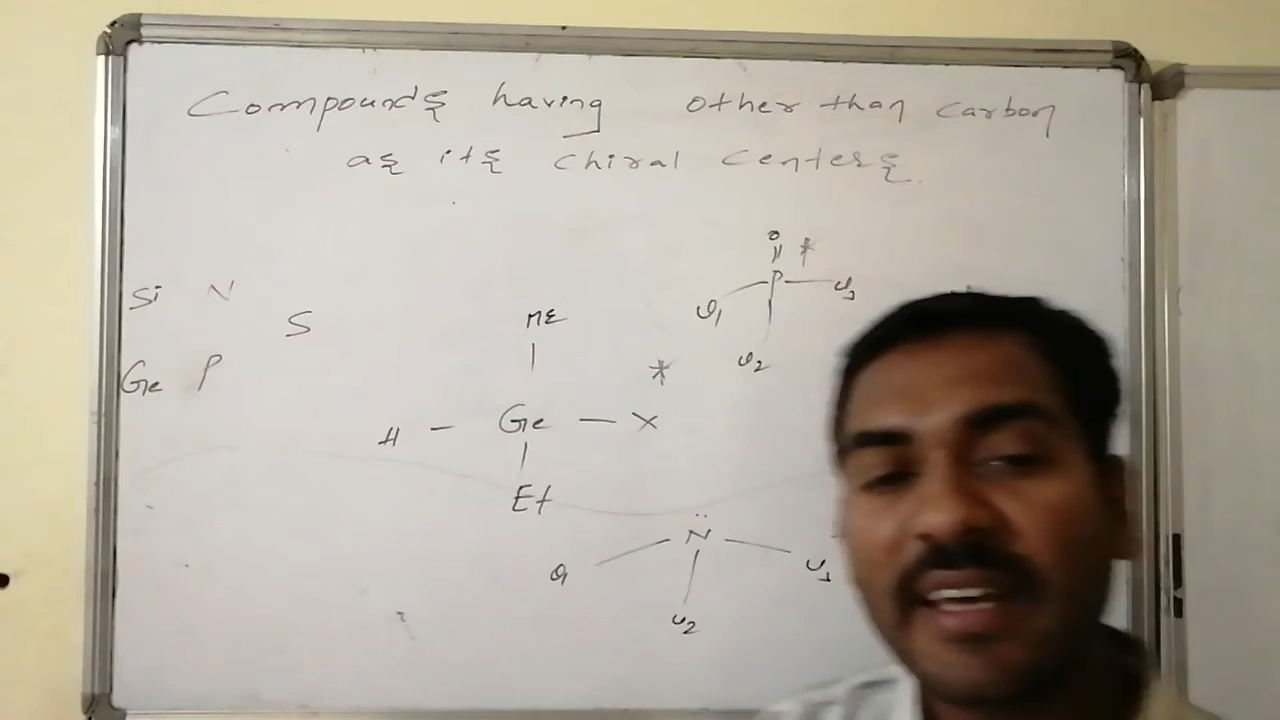 Compounds having other than carbon
as its chiral centers.
O
|| *
P
Si N
S
Me
Ge P
*
H - Ge - X
Et
N